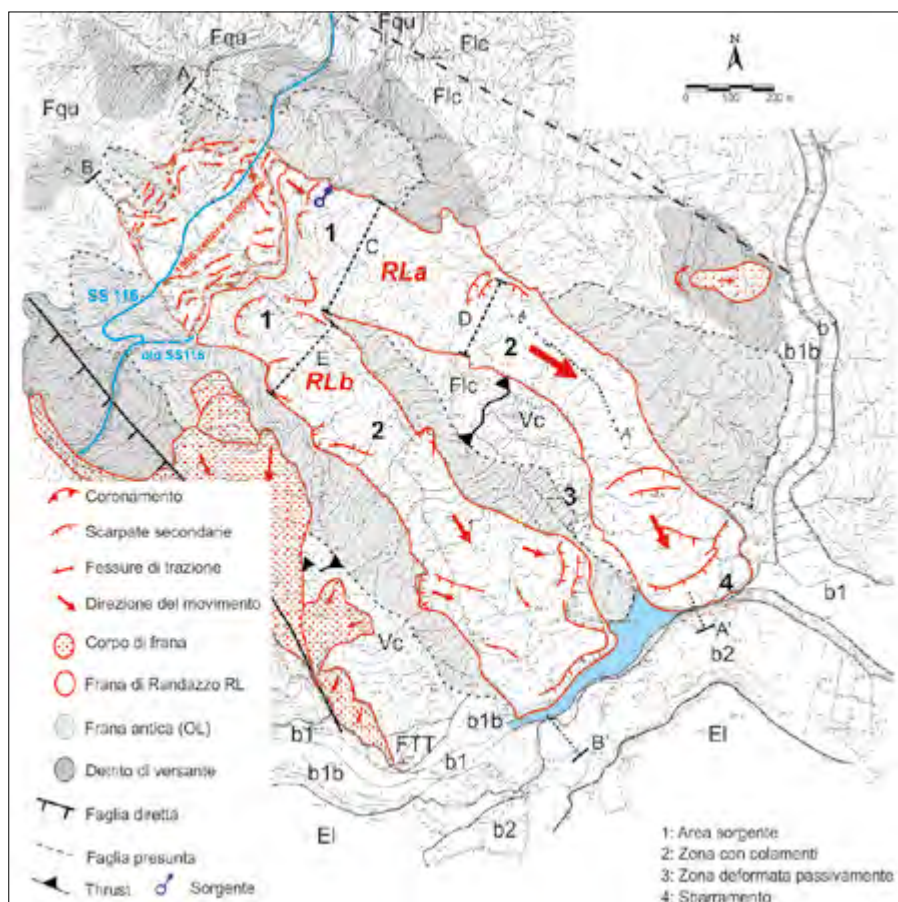 Fqu
Fqu
Flc
N
A
Flc
0 100 200 m
Fqu
B
1
C
RLa
b1
b1b
SS 116
1
D
old SS116
E
2
RLb
Flc
Vc
2
A'
3
4
b1
A'
b2
Vc
b1
b1b
FTT
b1
b1b
B'
El
El
b2
Coronamento
Scarpate secondarie
Fessure di trazione
Direzione del movimento
Corpo di frana
Frana di Randazzo RL
Frana antica (OL)
Detrito di versante
Faglia diretta
Faglia presunta
Thrust
Sorgente
1: Area sorgente
2: Zona con colamenti
3: Zona deformata passivamente
4: Sbarramento